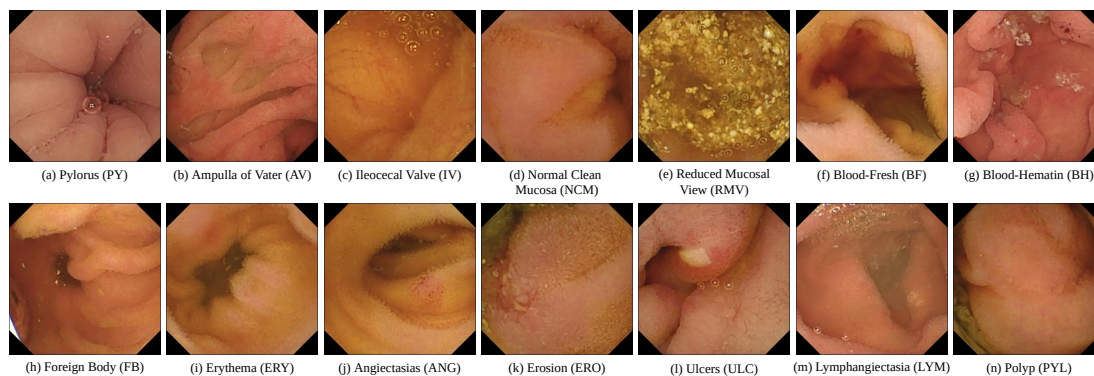 (a) Pylorus (PY)
(b) Ampulla of Vater (AV)
(c) Ileocecal Valve (IV)
(d) Normal Clean
Mucosa (NCM)
(e) Reduced Mucosal
View (RMV)
(f) Blood-Fresh (BF)
(g) Blood-Hematin (BH)
(h) Foreign Body (FB)
(i) Erythema (ERY)
(j) Angiectasias (ANG)
(k) Erosion (ERO)
(l) Ulcers (ULC)
(m) Lymphangiectasia (LYM)
(n) Polyp (PYL)